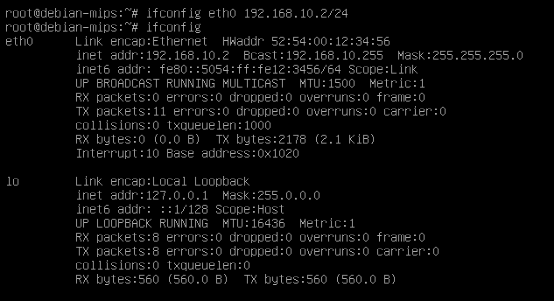 root@debian-mips:~# ifconfig eth0 192.168.10.2/24
root@debian-mips:~# ifconfig
eth0      Link encap:Ethernet  HWaddr 52:54:00:12:34:56
          inet addr:192.168.10.2  Bcast:192.168.10.255  Mask:255.255.255.0
          inet6 addr: fe80::5054:ff:fe12:3456/64 Scope:Link
          UP BROADCAST RUNNING MULTICAST  MTU:1500  Metric:1
          RX packets:0 errors:0 dropped:0 overruns:0 frame:0
          TX packets:11 errors:0 dropped:0 overruns:0 carrier:0
          collisions:0 txqueuelen:1000
          RX bytes:0 (0.0 B)  TX bytes:2178 (2.1 KiB)
          Interrupt:10 Base address:0x1020
lo        Link encap:Local Loopback
          inet addr:127.0.0.1  Mask:255.0.0.0
          inet6 addr: ::1/128 Scope:Host
          UP LOOPBACK RUNNING  MTU:16436  Metric:1
          RX packets:8 errors:0 dropped:0 overruns:0 frame:0
          TX packets:8 errors:0 dropped:0 overruns:0 carrier:0
          collisions:0 txqueuelen:0
          RX bytes:560 (560.0 B)  TX bytes:560 (560.0 B)